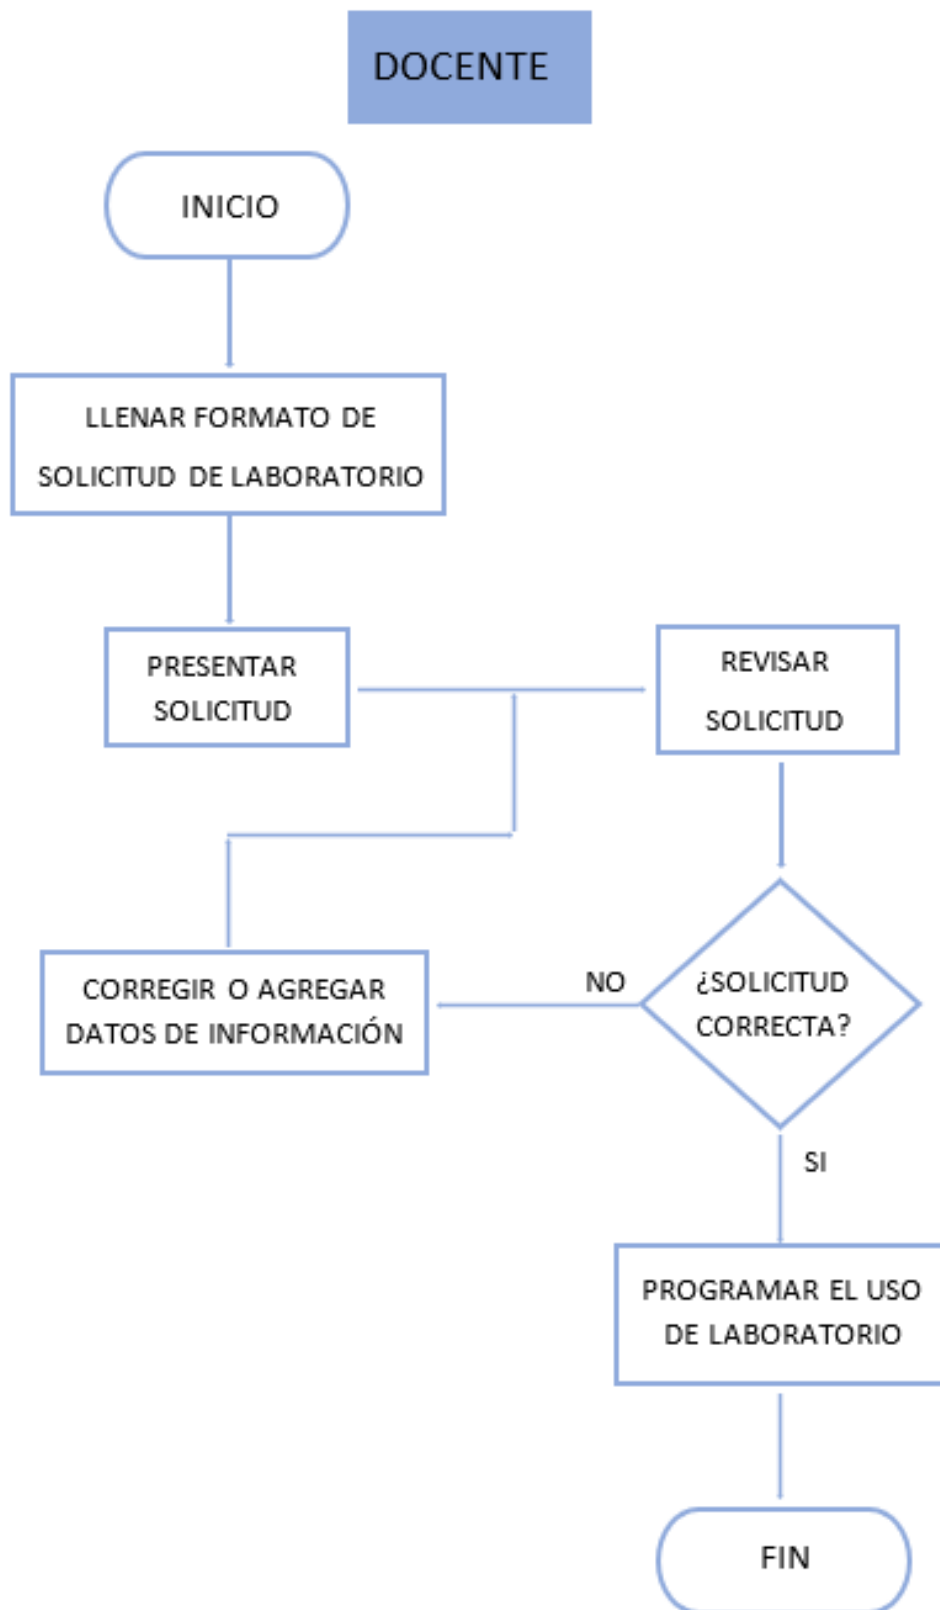 DOCENTE
INICIO
LLENAR FORMATO DE
SOLICITUD DE LABORATORIO
PRESENTAR
SOLICITUD
REVISAR
SOLICITUD
CORREGIR O AGREGAR
DATOS DE INFORMACIÓN
NO
¿SOLICITUD
CORRECTA?
SI
PROGRAMAR EL USO
DE LABORATORIO
FIN